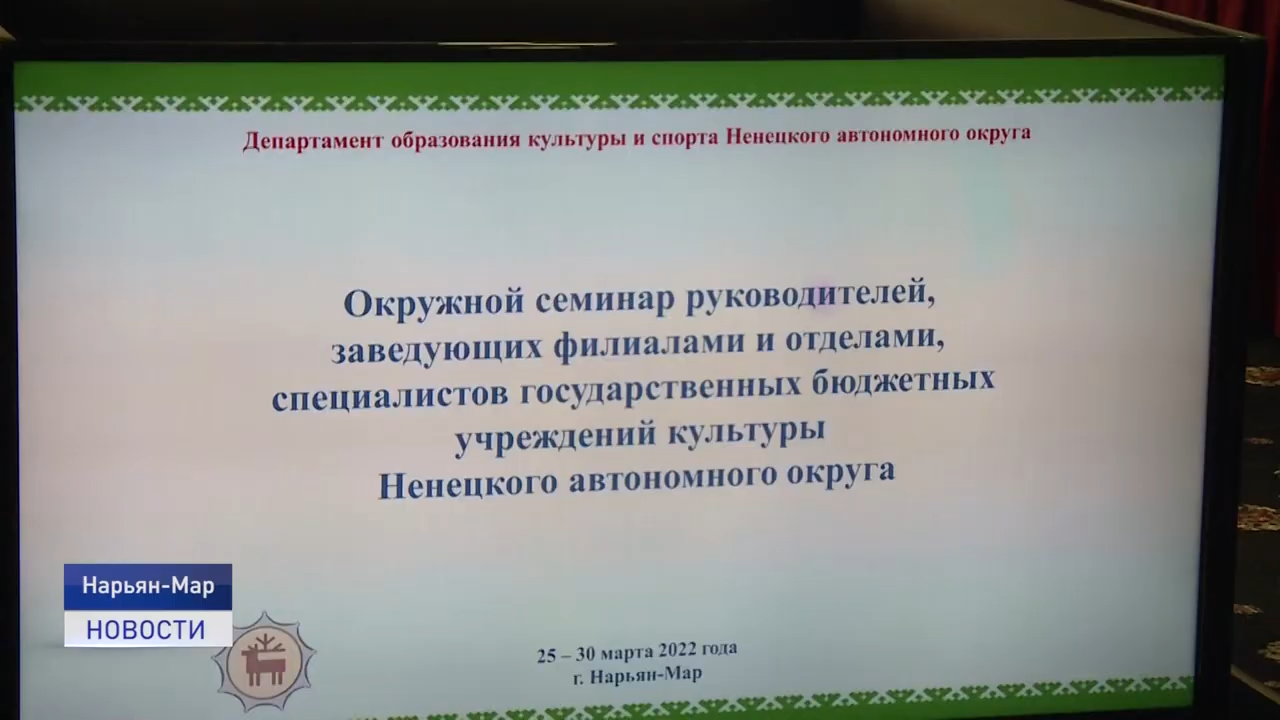 Департамент образования культуры и спорта Ненецкого автономного округа
Окружной семинар руководителей,
заведующих филиалами и отделами,
специалистов государственных бюджетных
учреждений культуры
Ненецкого автономного округа
Нарьян-Мар
НОВОСТИ
25 – 30 марта 2022 года
г. Нарьян-Мар